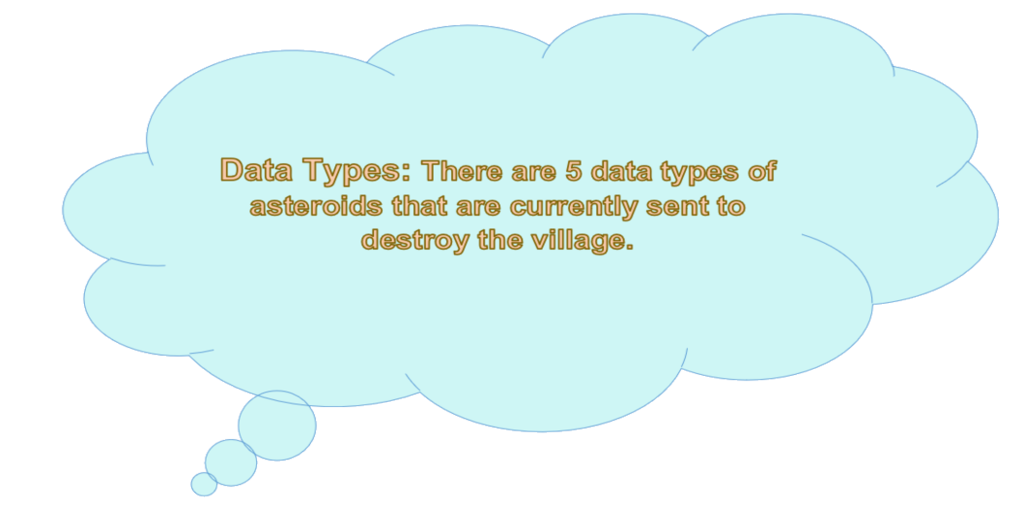 Data Types: There are 5 data types of
asteroids that are currently sent to
destroy the village.